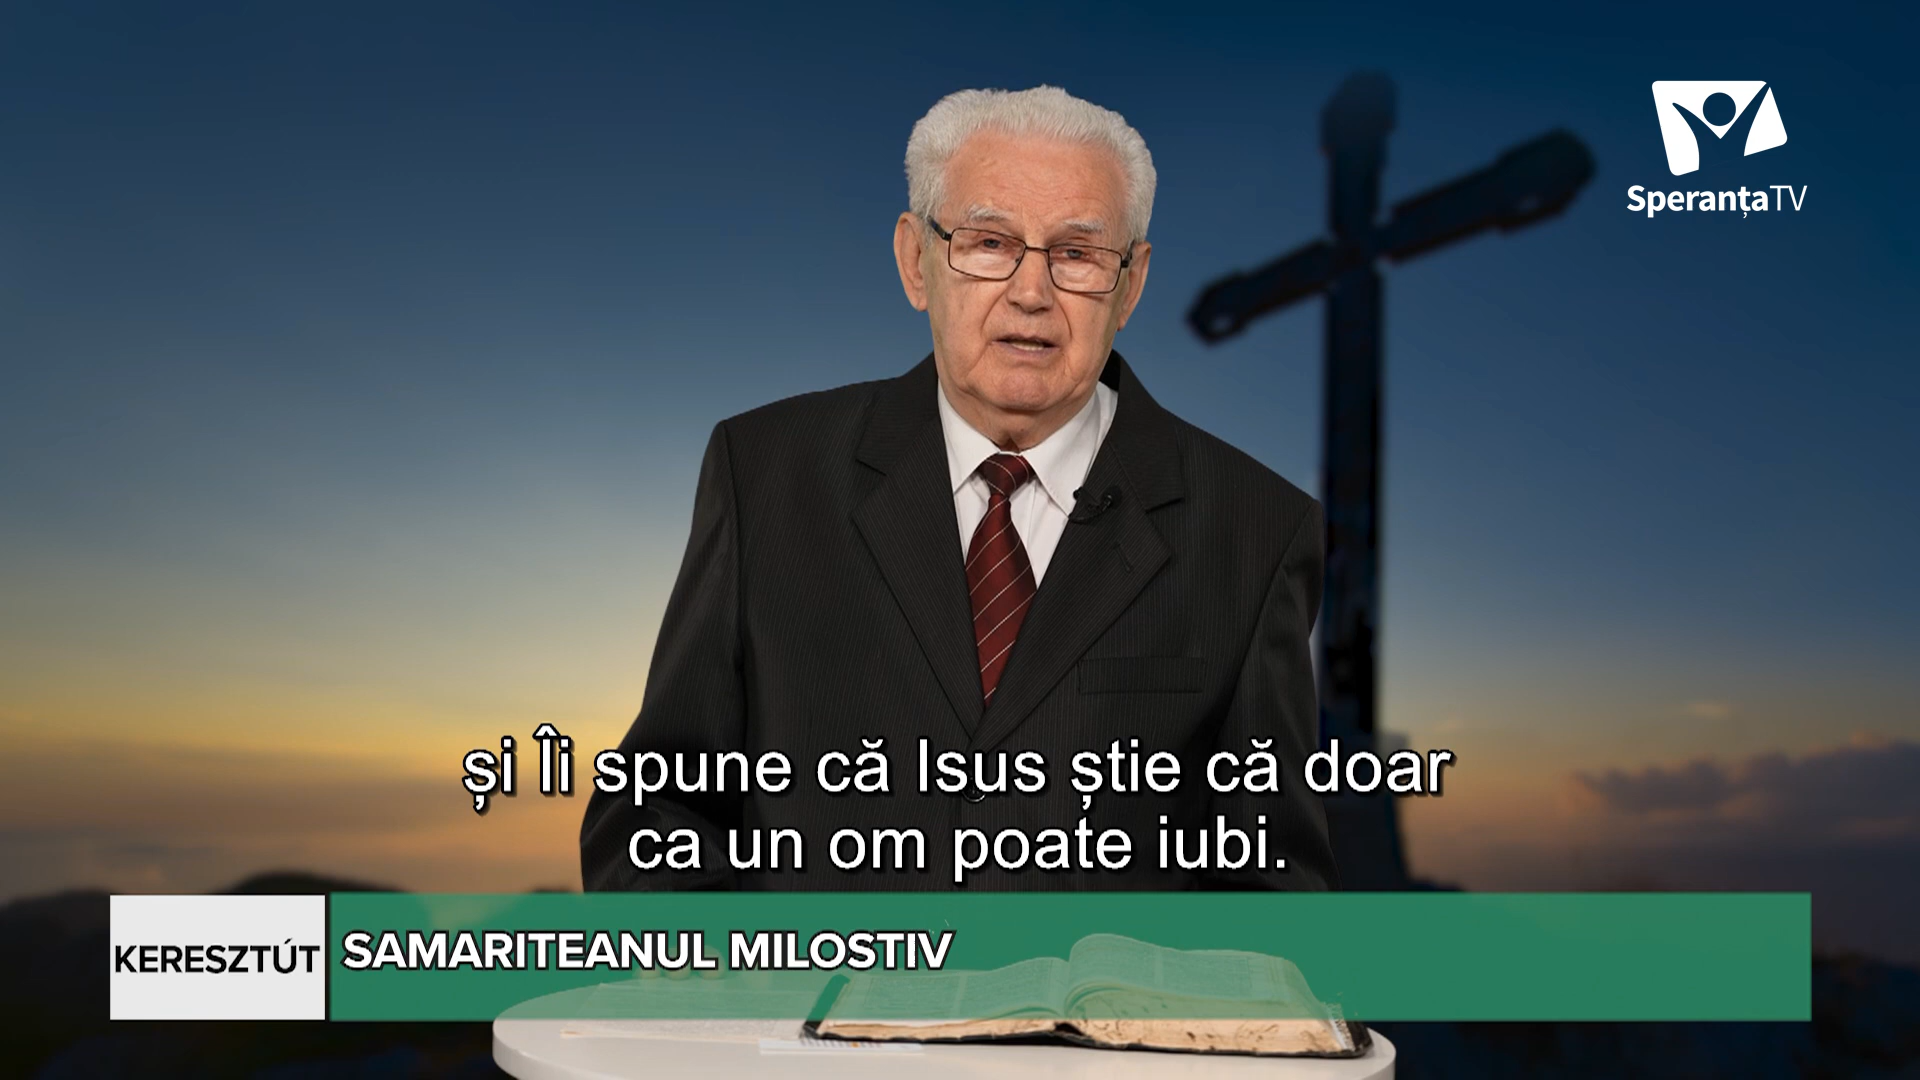 SperanțaTV
și Îi spune că Isus știe că doar
ca un om poate iubi.
KERESZTÚT
SAMARITEANUL MILOSTIV